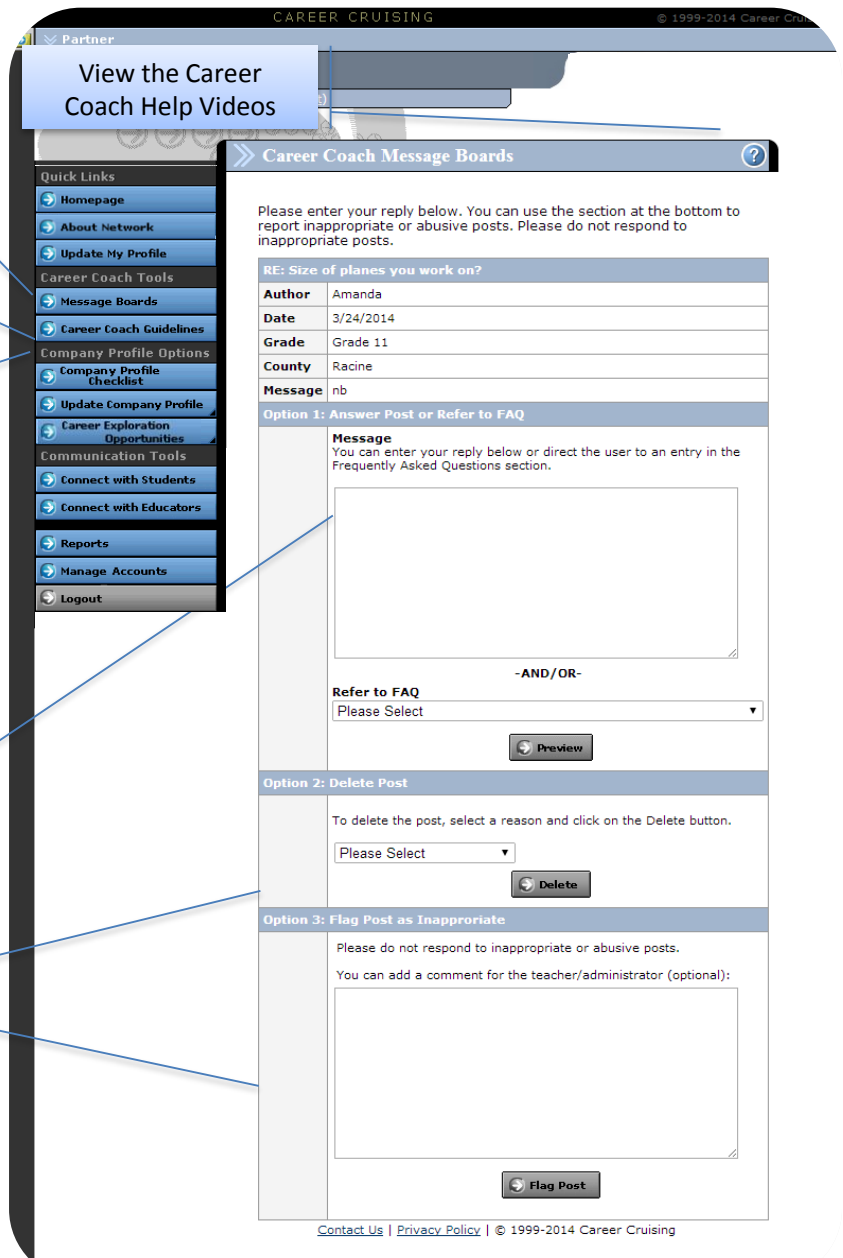 CAREER CRUISING
© 1999-2014 Career Cruis
Partner
View the Career
Coach Help Videos
Quick Links
Homepage
About Network
Update My Profile
Career Coach Tools
Message Boards
Career Coach Guidelines
Company Profile Options
Company Profile
Checklist
Update Company Profile
Career Exploration
Opportunities
Communication Tools
Connect with Students
Connect with Educators
Reports
Manage Accounts
Logout
Career Coach Message Boards
?
Please enter your reply below. You can use the section at the bottom to
report inappropriate or abusive posts. Please do not respond to
inappropriate posts.
RE: Size of planes you work on?
Author Amanda
Date 3/24/2014
Grade Grade 11
County Racine
Message nb
Option 1: Answer Post or Refer to FAQ
Message
You can enter your reply below or direct the user to an entry in the
Frequently Asked Questions section.
-AND/OR-
Refer to FAQ
Please Select
Preview
Option 2: Delete Post
To delete the post, select a reason and click on the Delete button.
Please Select
Delete
Option 3: Flag Post as Inapproriate
Please do not respond to inappropriate or abusive posts.
You can add a comment for the teacher/administrator (optional):
Flag Post
Contact Us | Privacy Policy | © 1999-2014 Career Cruising